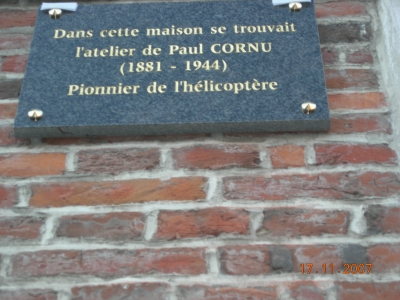 Dans cette maison se trouvait
l'atelier de Paul CORNU
(1881 - 1944)
Pionnier de l'hélicoptère
17.11.2007